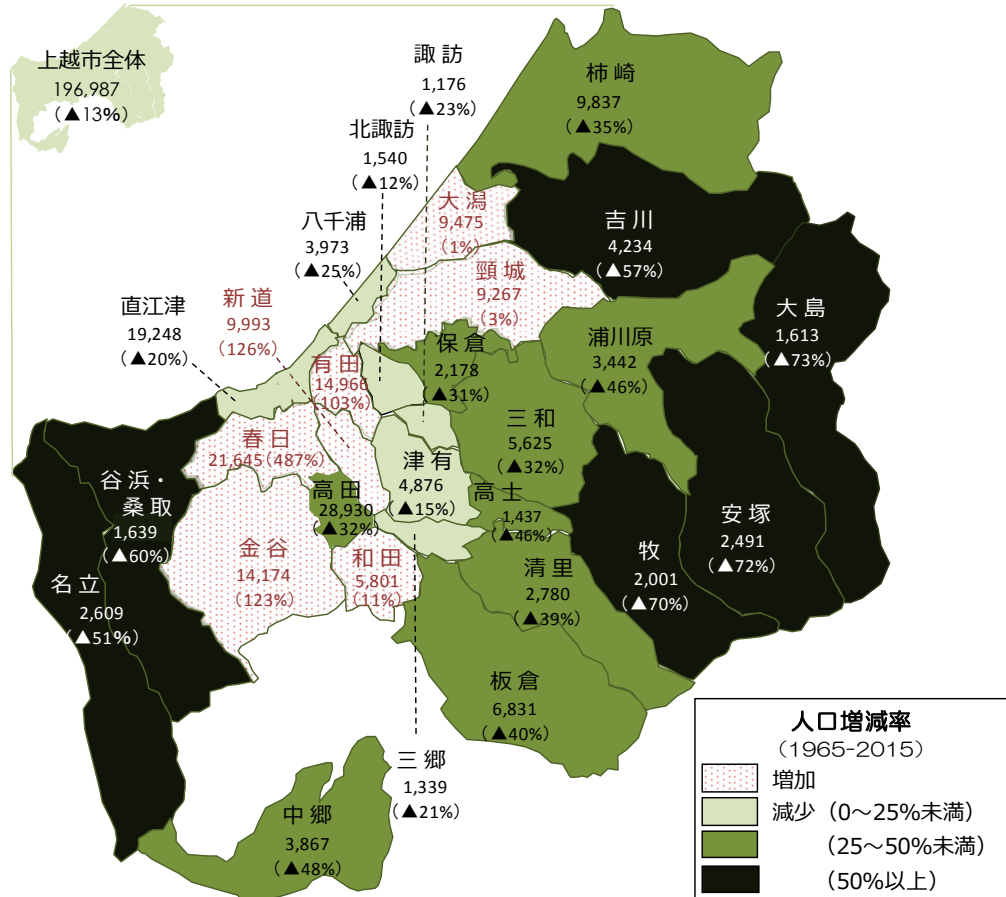 上越市全体
196,987
(▲13%)
諏訪
1,176
(▲23%)
柿崎
9,837
(▲35%)
北諏訪
1,540
(▲12%)
大潟
9,475
(1%)
吉川
4,234
(▲57%)
八千浦
3,973
(▲25%)
頸城
9,267
(3%)
新道
9,993
(126%)
直江津
19,248
(▲20%)
大島
1,613
(▲73%)
浦川原
3,442
(▲46%)
保倉
2,178
(▲31%)
有田
14,966
(103%)
三和
5,625
(▲32%)
春日
21,645(487%)
津有
4,876
(▲15%)
谷浜・
桑取
1,639
(▲60%)
高田
28,930
(▲32%)
高士
1,437
(▲46%)
安塚
2,491
(▲72%)
金谷
14,174
(123%)
和田
5,801
(11%)
牧
2,001
(▲70%)
清里
2,780
(▲39%)
名立
2,609
(▲51%)
板倉
6,831
(▲40%)
三郷
1,339
(▲21%)
中郷
3,867
(▲48%)
人口増減率
(1965-2015)
増加
減少(0~25%未満)
(25~50%未満)
(50%以上)